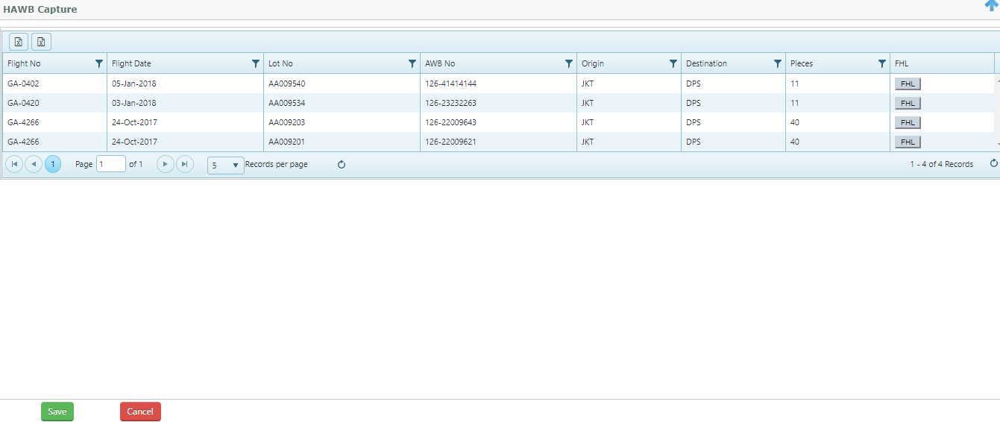 HAWB Capture
Flight No Flight Date Lot No AWB No Origin Destination Pieces FHL
GA-0402 05-Jan-2018 AA009540 126-41414144 JKT DPS 11 FHL
GA-0420 03-Jan-2018 AA009534 126-23232263 JKT DPS 11 FHL
GA-4266 24-Oct-2017 AA009203 126-22009643 JKT DPS 40 FHL
GA-4266 24-Oct-2017 AA009201 126-22009621 JKT DPS 40 FHL
1 Page 1 of 1 5 Records per page 1 - 4 of 4 Records
Save Cancel